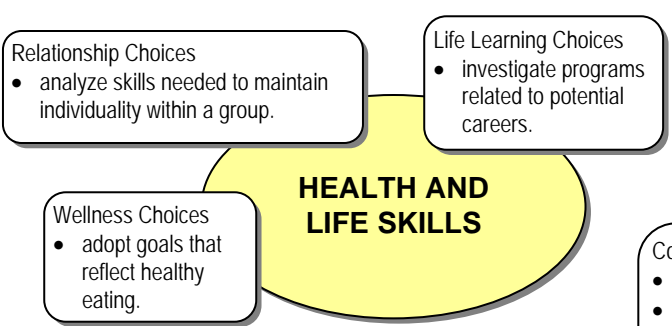 Relationship Choices
• analyze skills needed to maintain
individuality within a group.
Life Learning Choices
• investigate programs
related to potential
careers.
HEALTH AND
LIFE SKILLS
Wellness Choices
• adopt goals that
reflect healthy
eating.